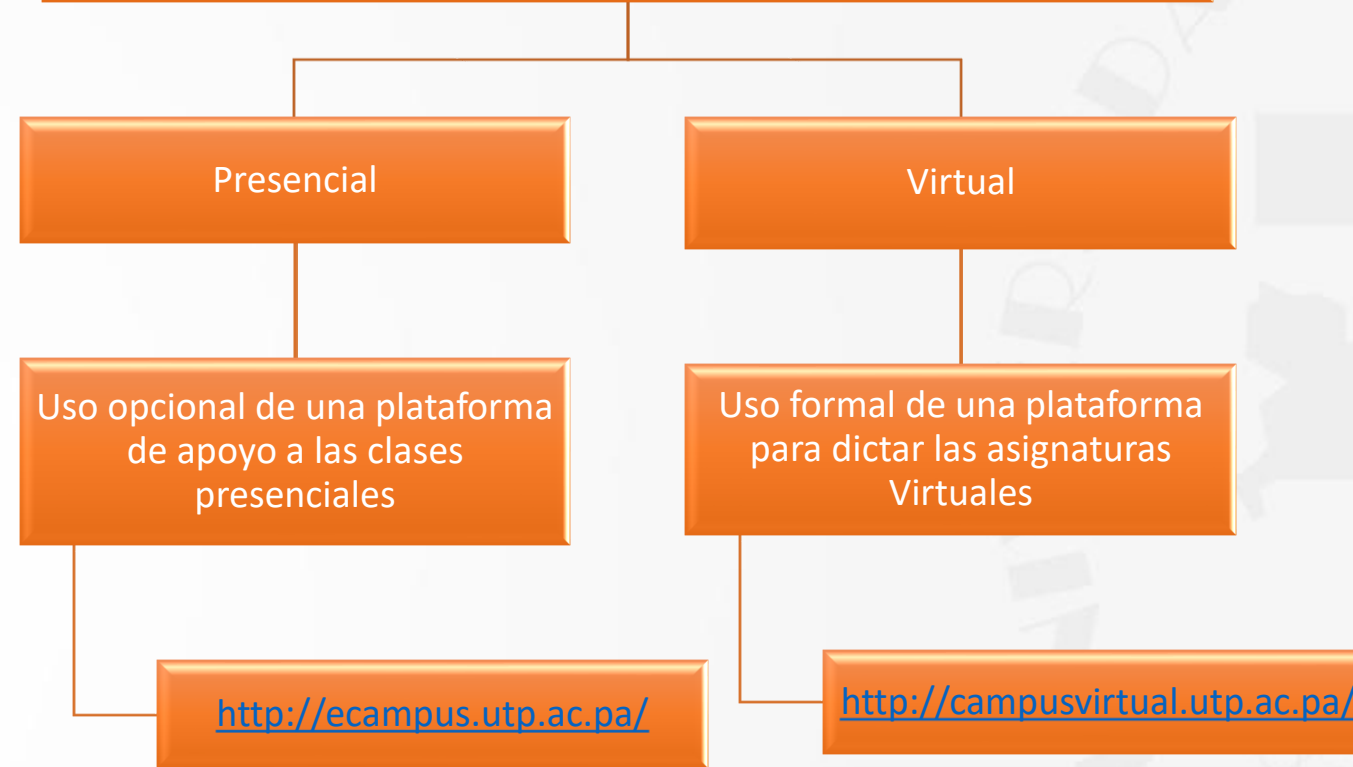 Presencial
Virtual
Uso opcional de una plataforma
de apoyo a las clases
presenciales
Uso formal de una plataforma
para dictar las asignaturas
Virtuales
http://ecampus.utp.ac.pa/
http://campusvirtual.utp.ac.pa/